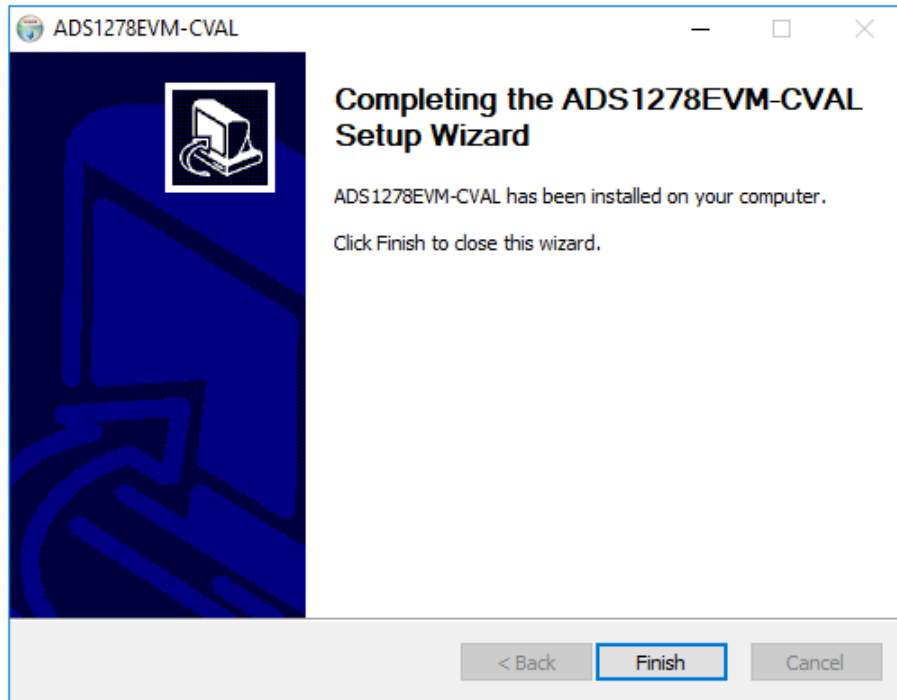 ADS1278EVM-CVAL
Completing the ADS1278EVM-CVAL
Setup Wizard
ADS1278EVM-CVAL has been installed on your computer.
Click Finish to close this wizard.
< Back
Finish
Cancel